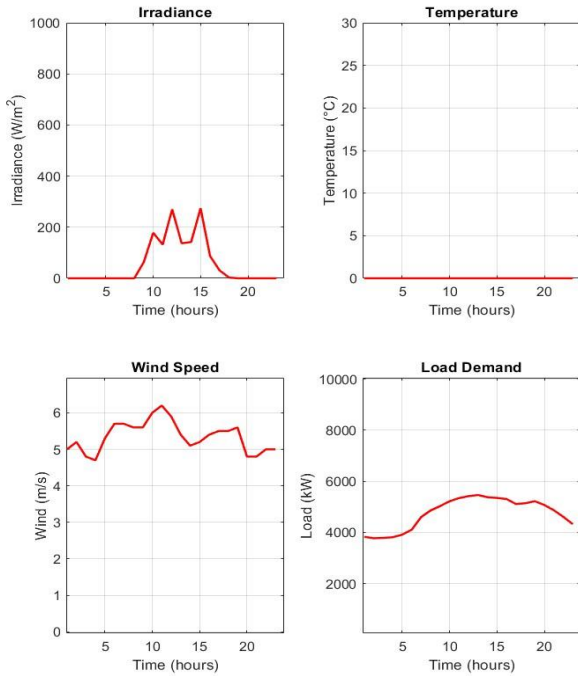 Irradiance
1000
800
600
400
200
0
Irradiance (W/m²)
5 10 15 20
Time (hours)
Temperature
30
25
20
15
10
5
0
Temperature (°C)
5 10 15 20
Time (hours)
Wind Speed
6
5
4
3
2
1
0
Wind (m/s)
5 10 15 20
Time (hours)
Load Demand
10000
8000
6000
4000
2000
Load (kW)
5 10 15 20
Time (hours)